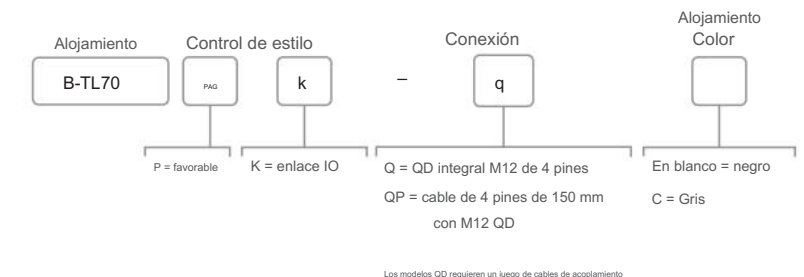 Alojamiento
Control de estilo
Conexión
Alojamiento
Color
B-TL70
PAG
k
–
q
P = favorable
K = enlace IO
Q = QD integral M12 de 4 pines
QP = cable de 4 pines de 150 mm
con M12 QD
En blanco = negro
C = Gris
Los modelos QD requieren un juego de cables de acoplamiento